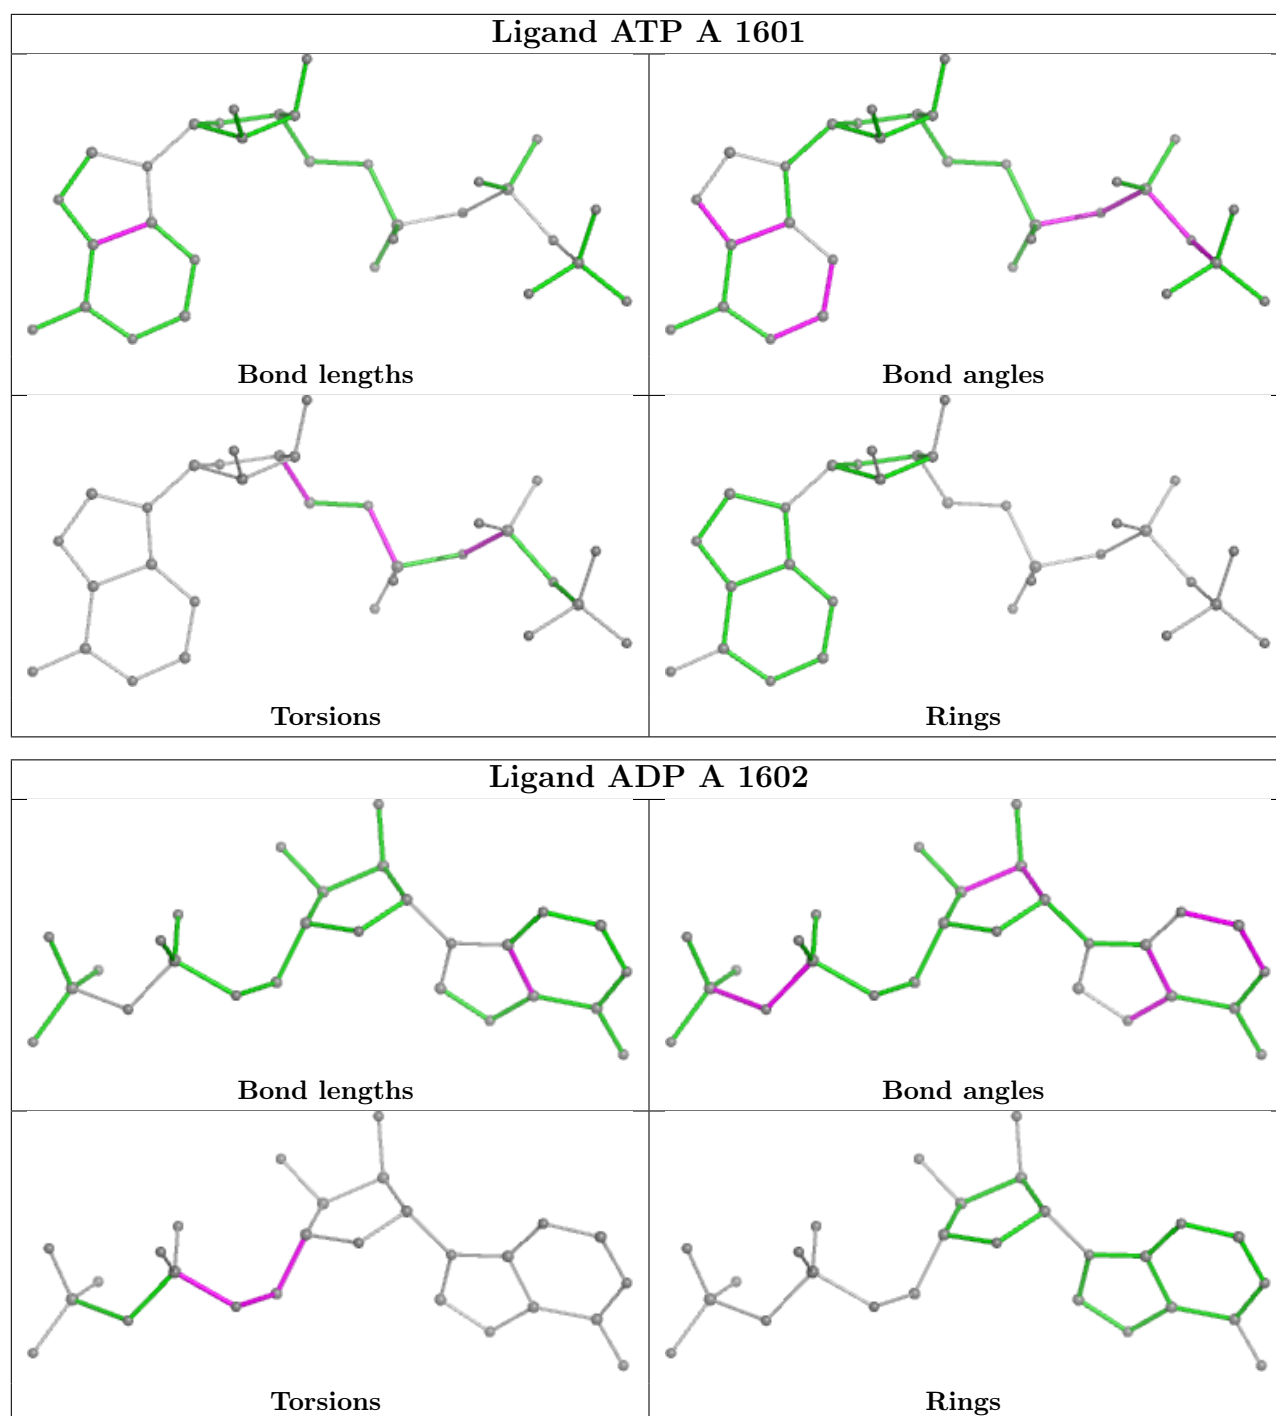 Ligand ATP A 1601
Bond lengths
Bond angles
Torsions
Rings
Ligand ADP A 1602
Bond lengths
Bond angles
Torsions
Rings